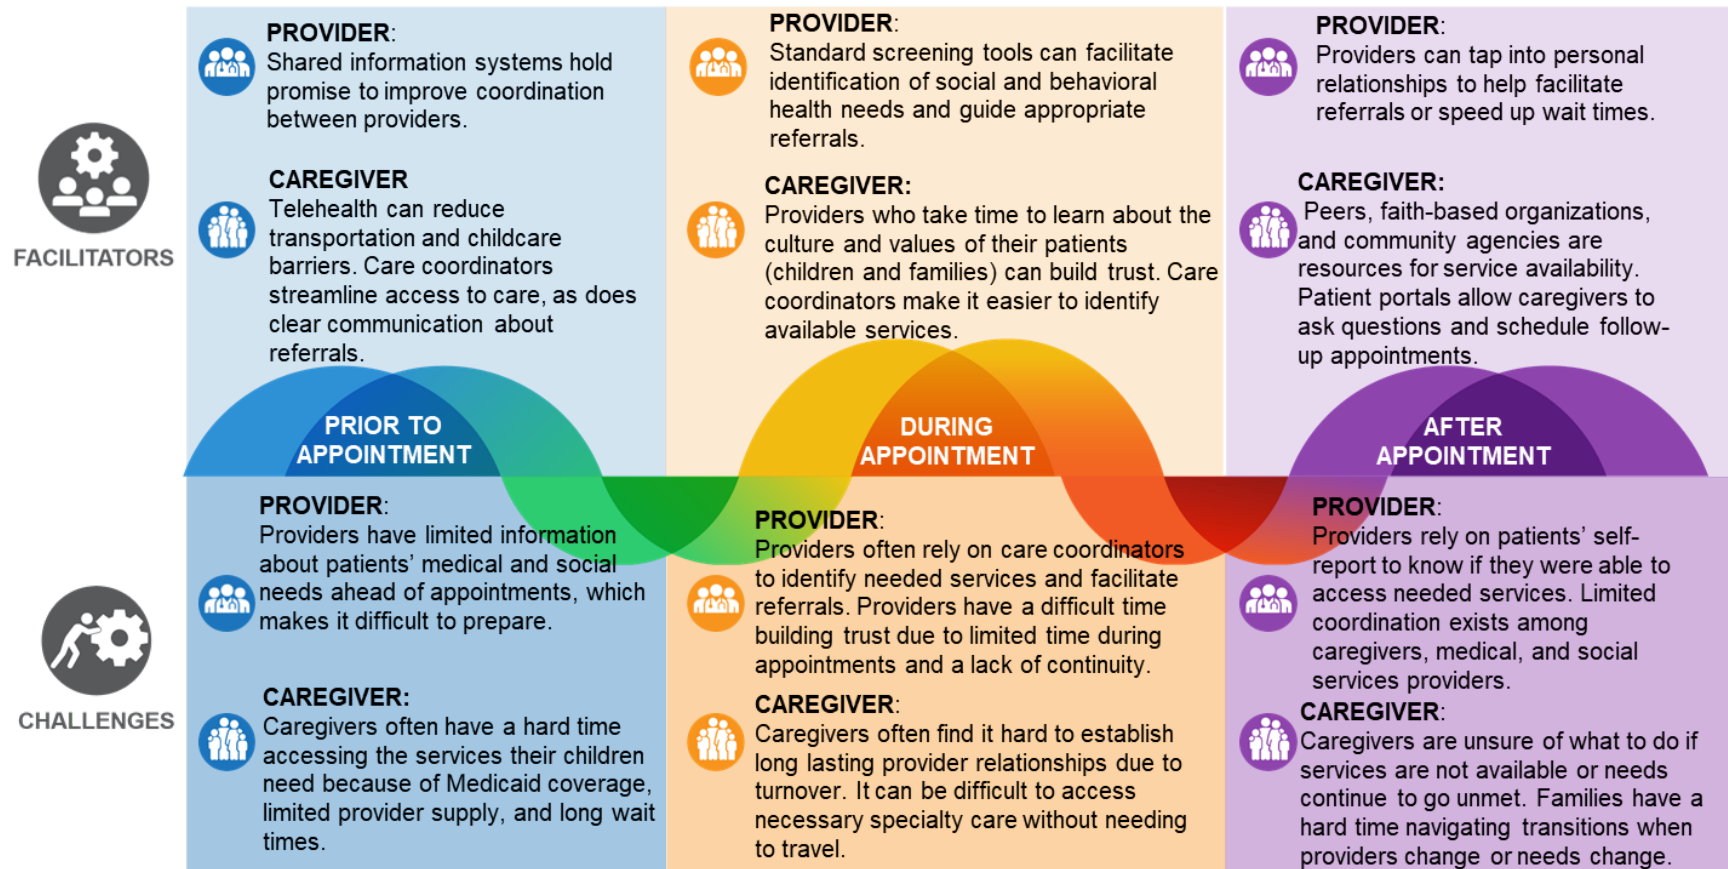 PROVIDER:
Shared information systems hold
promise to improve coordination
between providers.
CAREGIVER
Telehealth can reduce
transportation and childcare
barriers. Care coordinators
streamline access to care, as does
clear communication about
referrals.
PROVIDER:
Standard screening tools can facilitate
identification of social and behavioral
health needs and guide appropriate
referrals.
CAREGIVER:
Providers who take time to learn about the
culture and values of their patients
(children and families) can build trust. Care
coordinators make it easier to identify
available services.
PROVIDER:
Providers can tap into personal
relationships to help facilitate
referrals or speed up wait times.
CAREGIVER:
Peers, faith-based organizations,
and community agencies are
resources for service availability.
Patient portals allow caregivers to
ask questions and schedule follow-
up appointments.
FACILITATORS
PRIOR TO
APPOINTMENT
DURING
APPOINTMENT
AFTER
APPOINTMENT
PROVIDER:
Providers have limited information
about patients’ medical and social
needs ahead of appointments, which
makes it difficult to prepare.
CAREGIVER:
Caregivers often have a hard time
accessing the services their children
need because of Medicaid coverage,
limited provider supply, and long wait
times.
PROVIDER:
Providers often rely on care coordinators
to identify needed services and facilitate
referrals. Providers have a difficult time
building trust due to limited time during
appointments and a lack of continuity.
CAREGIVER:
Caregivers often find it hard to establish
long lasting provider relationships due to
turnover. It can be difficult to access
necessary specialty care without needing
to travel.
PROVIDER:
Providers rely on patients’ self-
report to know if they were able to
access needed services. Limited
coordination exists among
caregivers, medical, and social
services providers.
CAREGIVER:
Caregivers are unsure of what to do if
services are not available or needs
continue to go unmet. Families have a
hard time navigating transitions when
providers change or needs change.
CHALLENGES